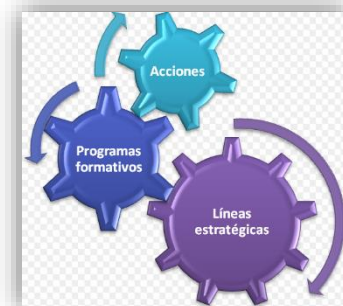 Acciones
Programas
formativos
Líneas
estratégicas